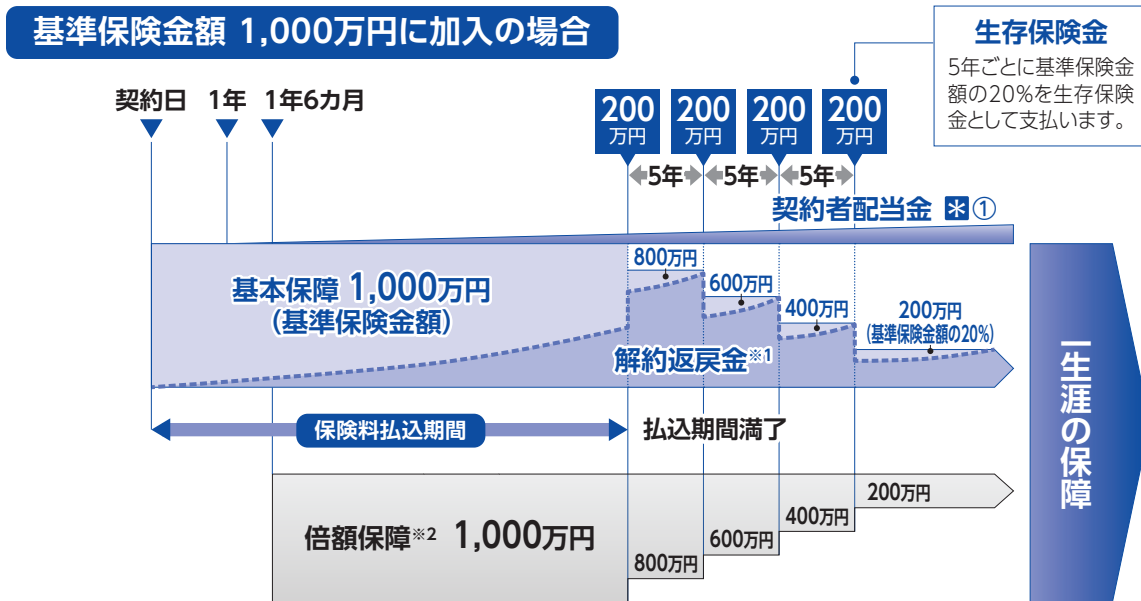 基準保険金額 1,000万円に加入の場合
生存保険金
5年ごとに基準保険金
額の20%を生存保険
金として支払います。
契約日 1年 1年6カ月
200
万円
200
万円
200
万円
200
万円
5年 5年 5年
契約者配当金 *①
基本保障 1,000万円
(基準保険金額)
800万円
600万円
400万円
200万円
(基準保険金額の20%)
解約返戻金※1
保険料払込期間
払込期間満了
倍額保障※2 1,000万円
800万円
600万円
400万円
200万円
一生涯の保障